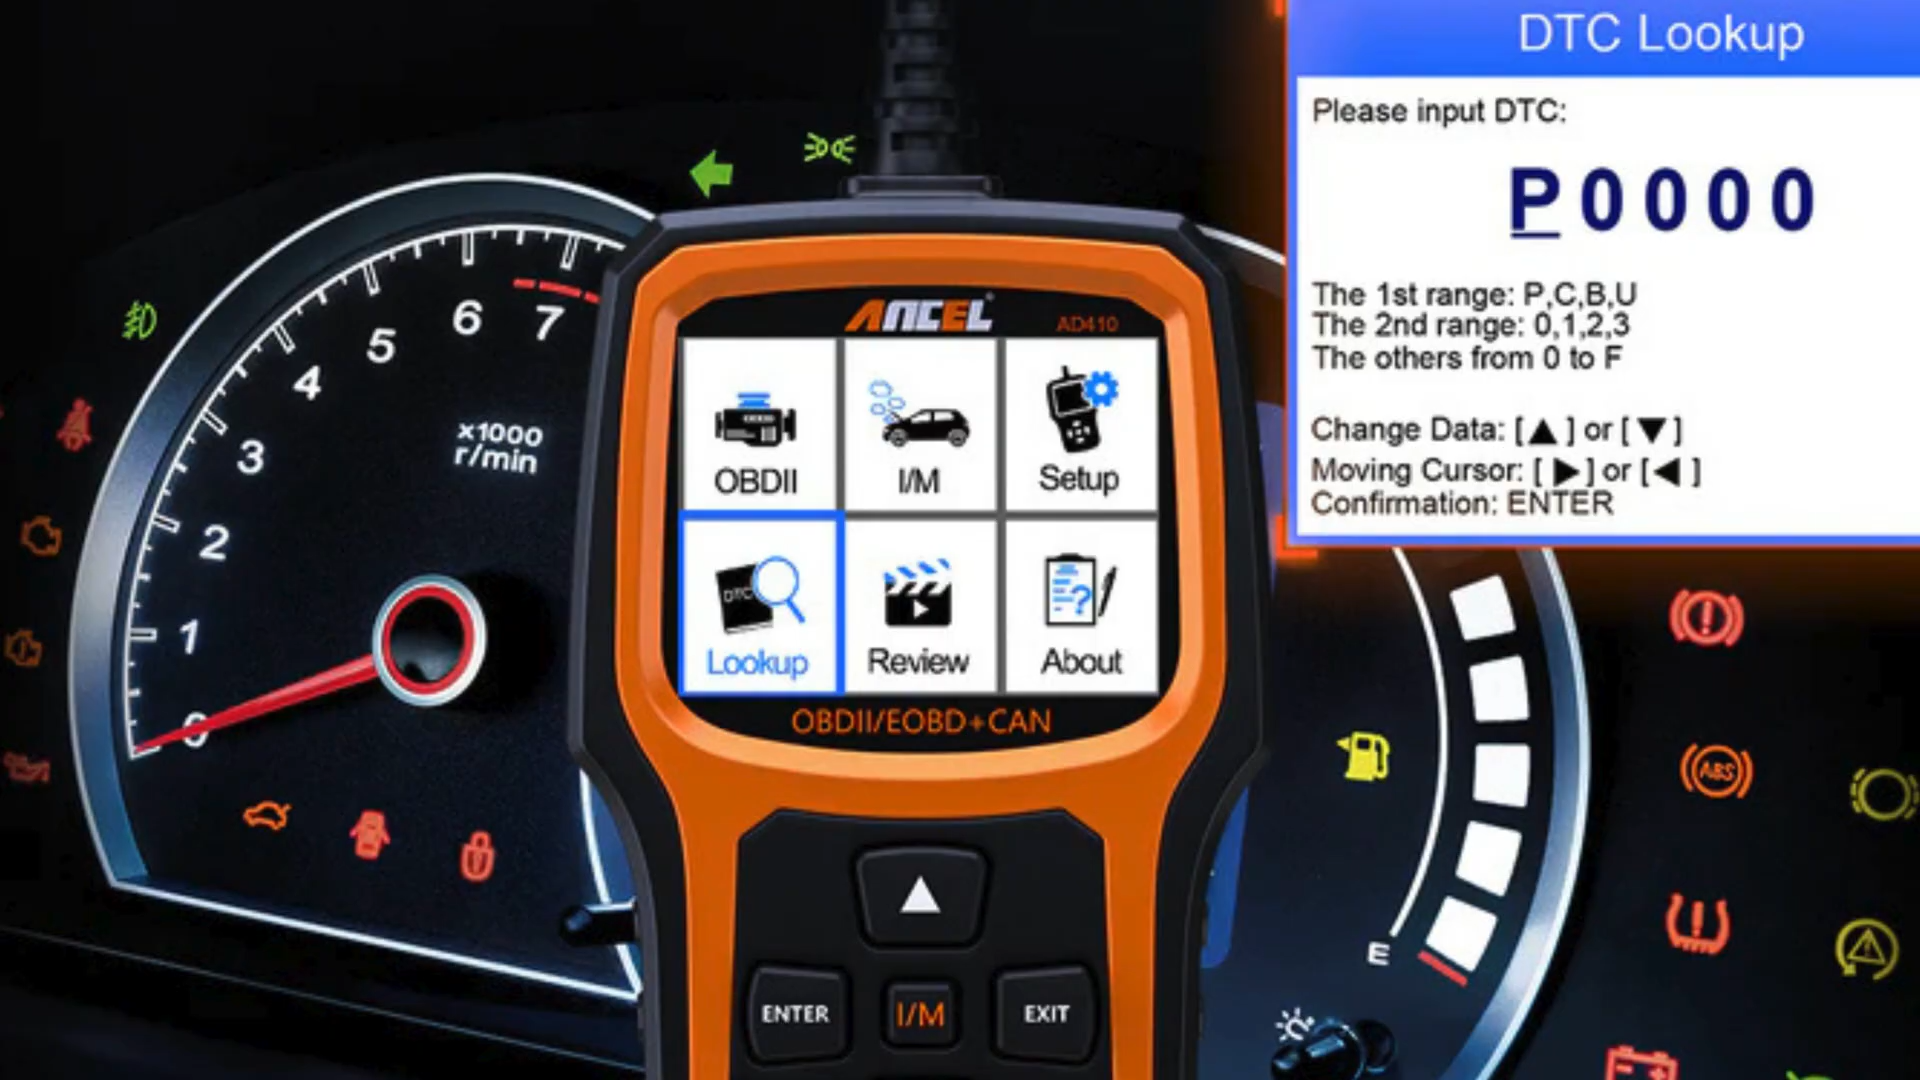 DTC Lookup
Please input DTC:
P0000
The 1st range: P,C,B,U
The 2nd range: 0,1,2,3
The others from 0 to F
Change Data: [▲] or [▼]
Moving Cursor: [▶] or [◀]
Confirmation: ENTER
ANCEL
AD410
OBDII
I/M
Setup
DTC
Lookup
Review
About
OBDII/EOBD+CAN
ENTER
I/M
EXIT
7
6
5
4
3
2
1
0
x1000
r/min
ABS
E